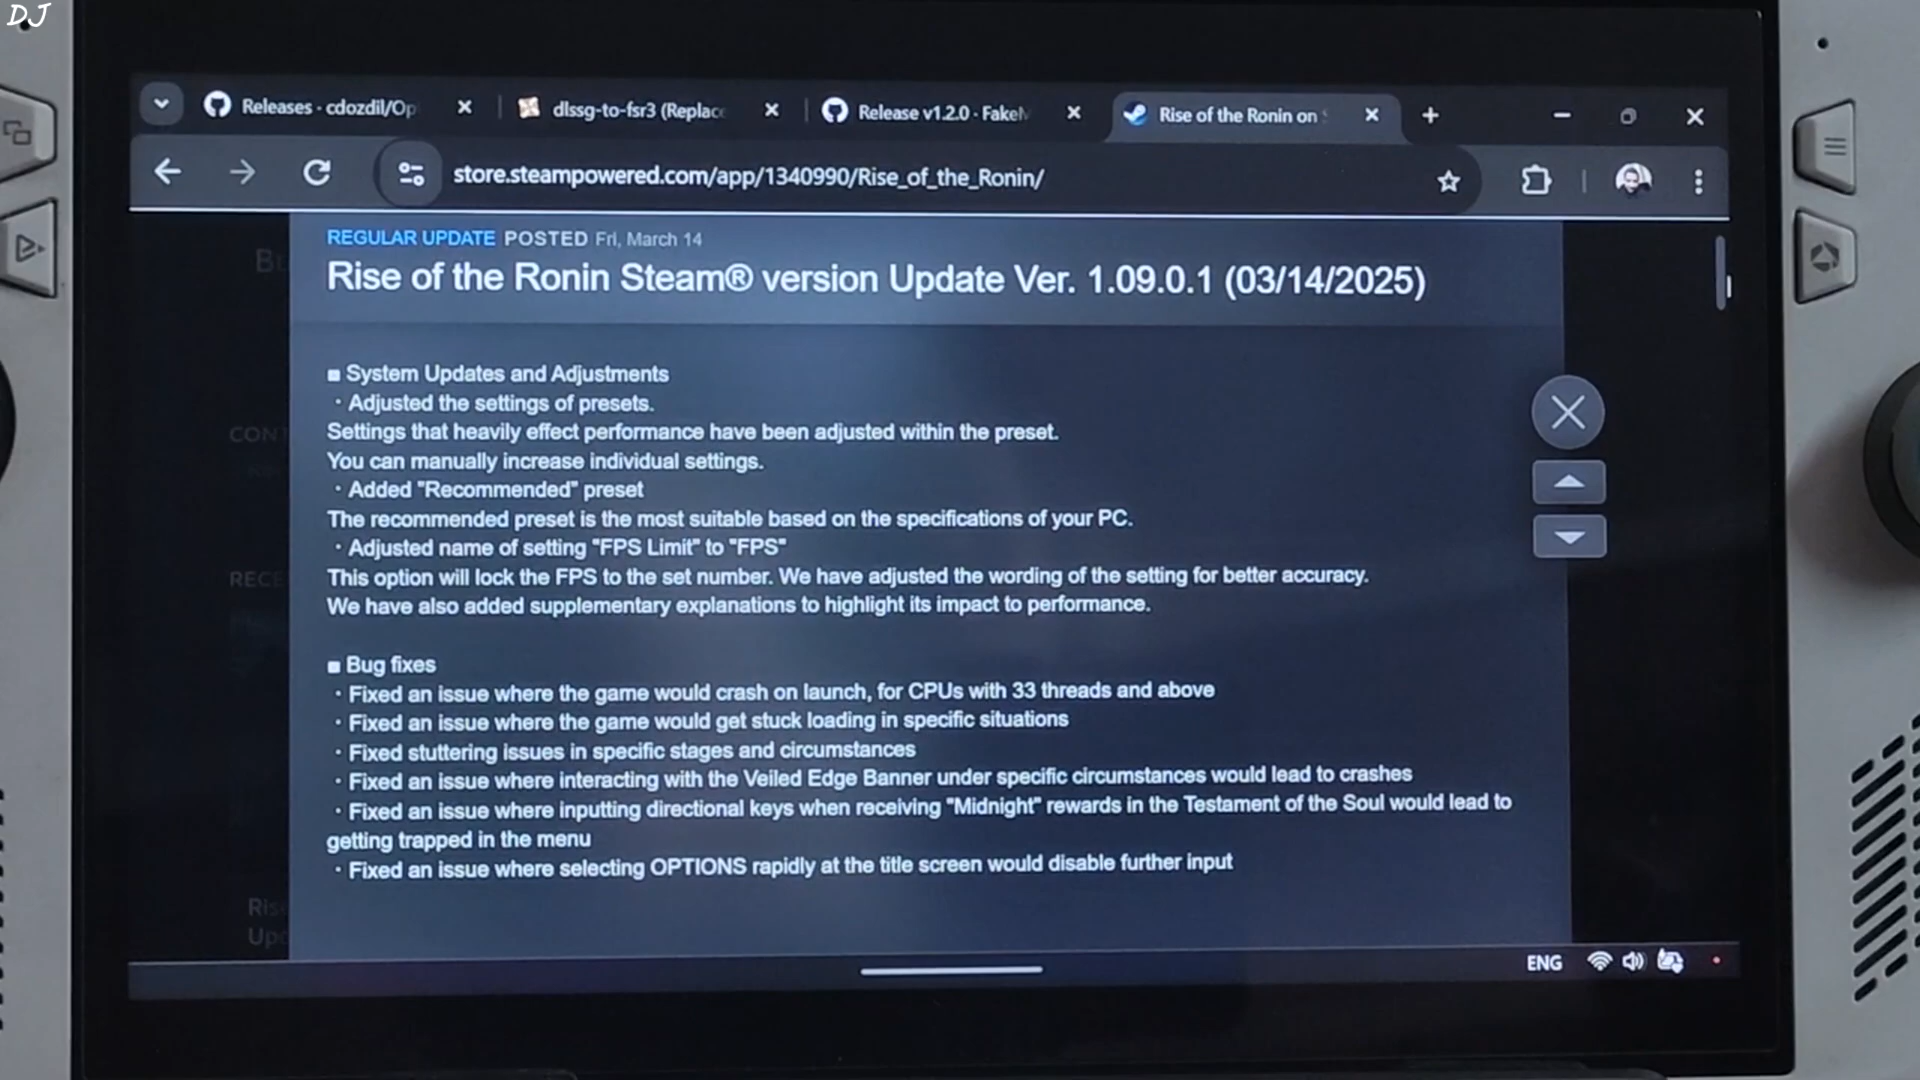 DJ
Releases · cdozdil/Op
dlssg-to-fsr3 (Replace
Release v1.2.0 · FakeM
Rise of the Ronin on S
store.steampowered.com/app/1340990/Rise_of_the_Ronin/
REGULAR UPDATE POSTED Fri, March 14
Rise of the Ronin Steam® version Update Ver. 1.09.0.1 (03/14/2025)
■ System Updates and Adjustments
・Adjusted the settings of presets.
Settings that heavily effect performance have been adjusted within the preset.
You can manually increase individual settings.
・Added "Recommended" preset
The recommended preset is the most suitable based on the specifications of your PC.
・Adjusted name of setting "FPS Limit" to "FPS"
This option will lock the FPS to the set number. We have adjusted the wording of the setting for better accuracy.
We have also added supplementary explanations to highlight its impact to performance.
■ Bug fixes
・Fixed an issue where the game would crash on launch, for CPUs with 33 threads and above
・Fixed an issue where the game would get stuck loading in specific situations
・Fixed stuttering issues in specific stages and circumstances
・Fixed an issue where interacting with the Veiled Edge Banner under specific circumstances would lead to crashes
・Fixed an issue where inputting directional keys when receiving "Midnight" rewards in the Testament of the Soul would lead to
getting trapped in the menu
・Fixed an issue where selecting OPTIONS rapidly at the title screen would disable further input
CONT
RECE
Rise
Upd
ENG